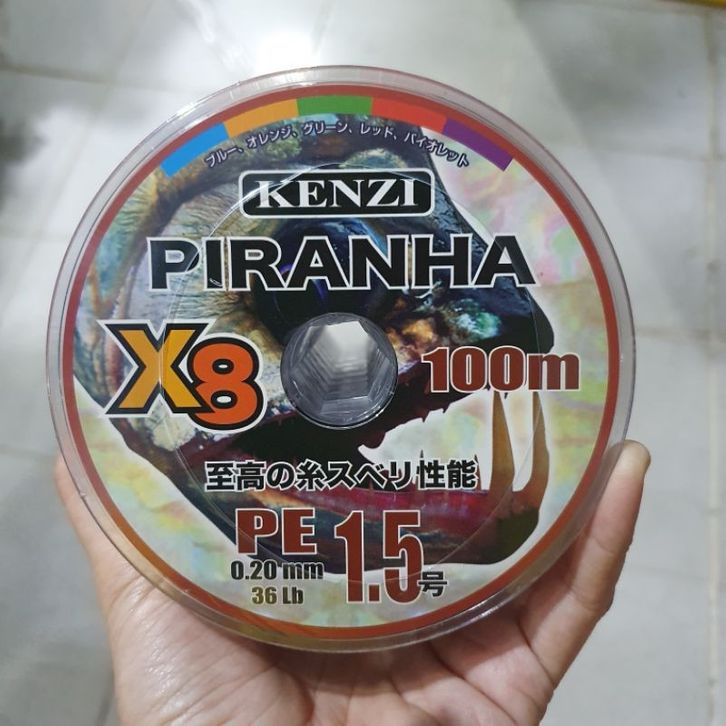 ブルー、オレンジ、グリーン、レッド、バイオレット
KENZI
PIRANHA
X8
100m
至高の糸スベリ性能
PE 1.5号
0.20 mm
36 Lb